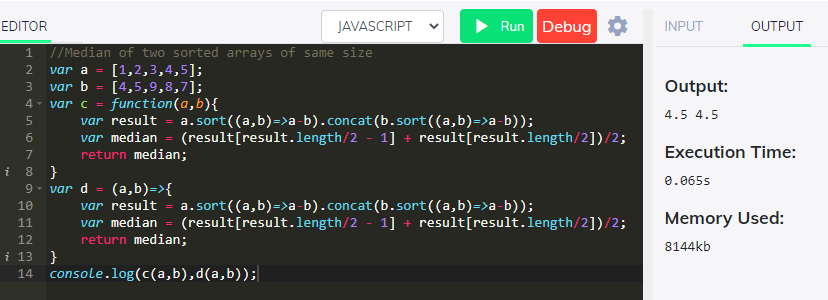 EDITOR
JAVASCRIPT
Run
Debug
INPUT
OUTPUT
1 //Median of two sorted arrays of same size
2 var a = [1,2,3,4,5];
3 var b = [4,5,9,8,7];
4 var c = function(a,b){
5     var result = a.sort((a,b)=>a-b).concat(b.sort((a,b)=>a-b));
6     var median = (result[result.length/2 - 1] + result[result.length/2])/2;
7     return median;
i 8 }
9 var d = (a,b)=>{
10     var result = a.sort((a,b)=>a-b).concat(b.sort((a,b)=>a-b));
11     var median = (result[result.length/2 - 1] + result[result.length/2])/2;
12     return median;
i 13 }
14 console.log(c(a,b),d(a,b));
Output:
4.5 4.5
Execution Time:
0.065s
Memory Used:
8144kb